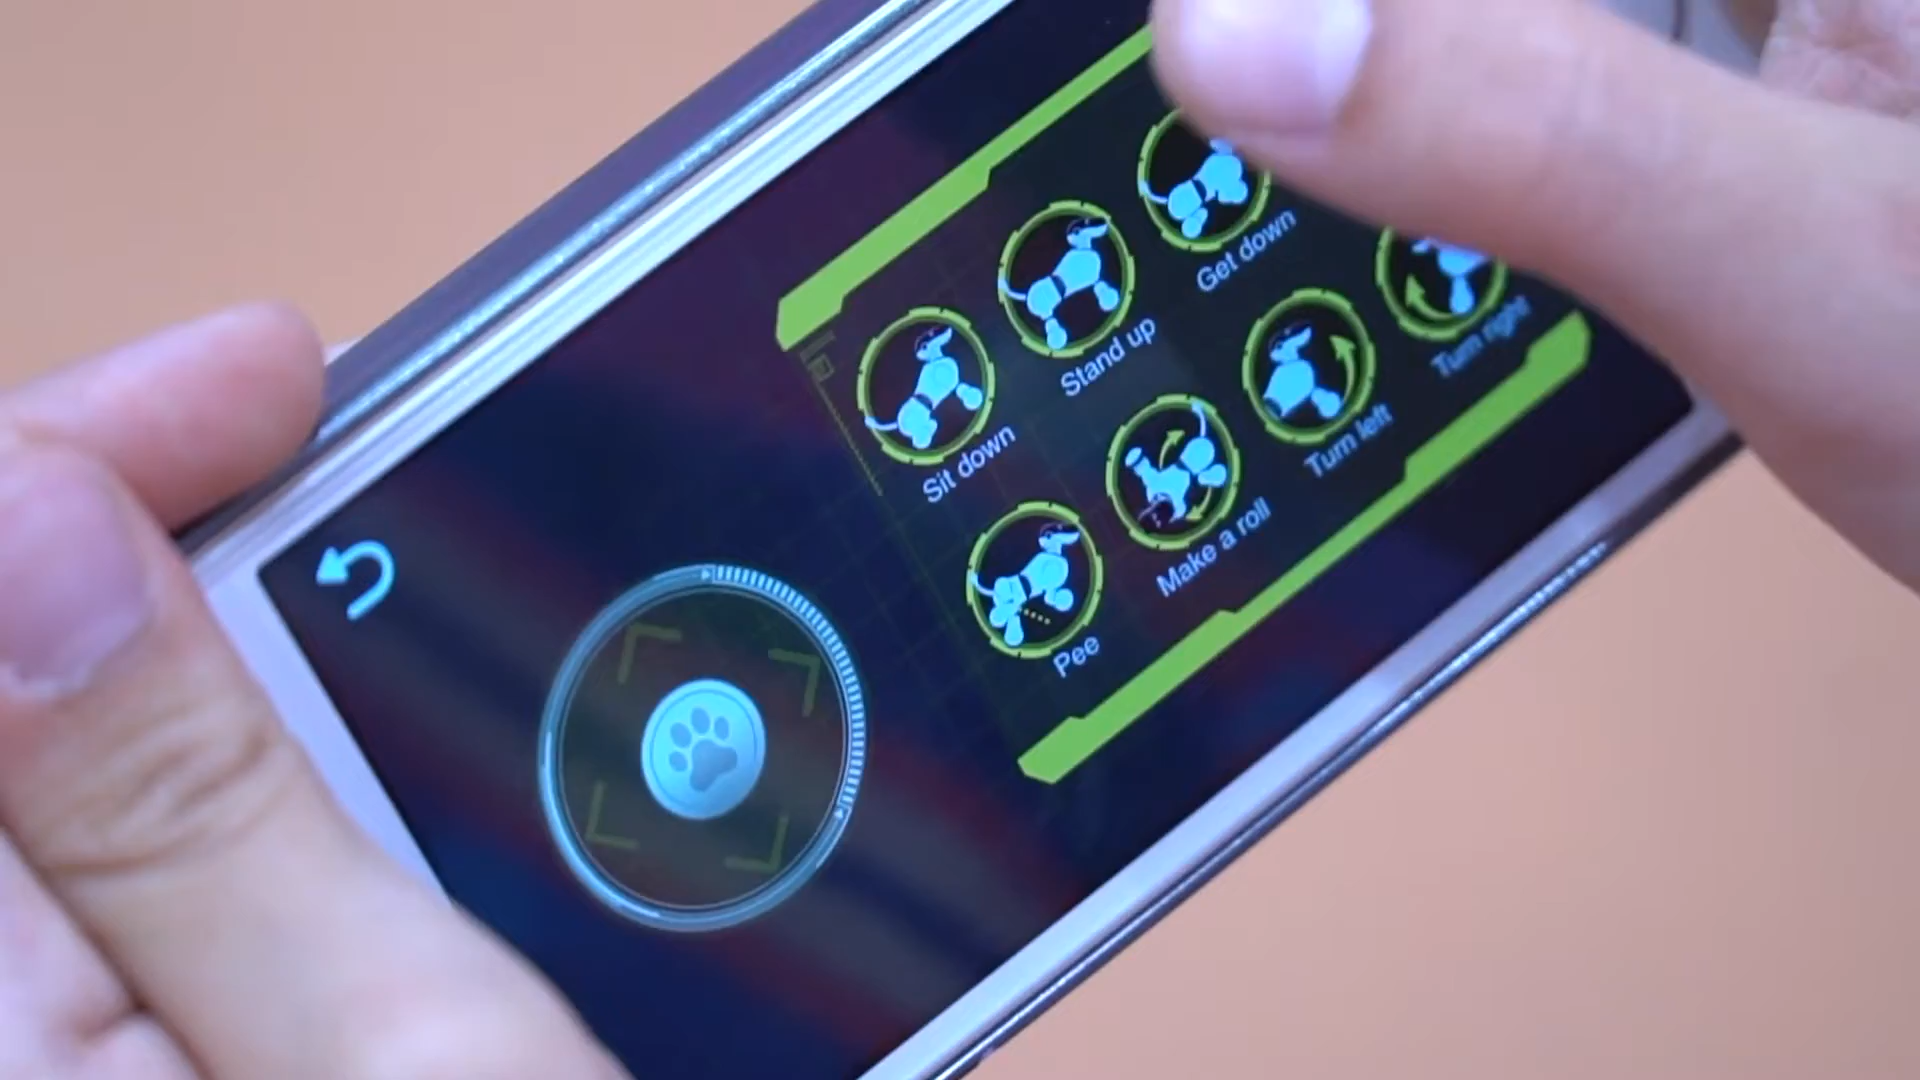 Sit down
Stand up
Get down
Pee
Make a roll
Turn left
Turn right